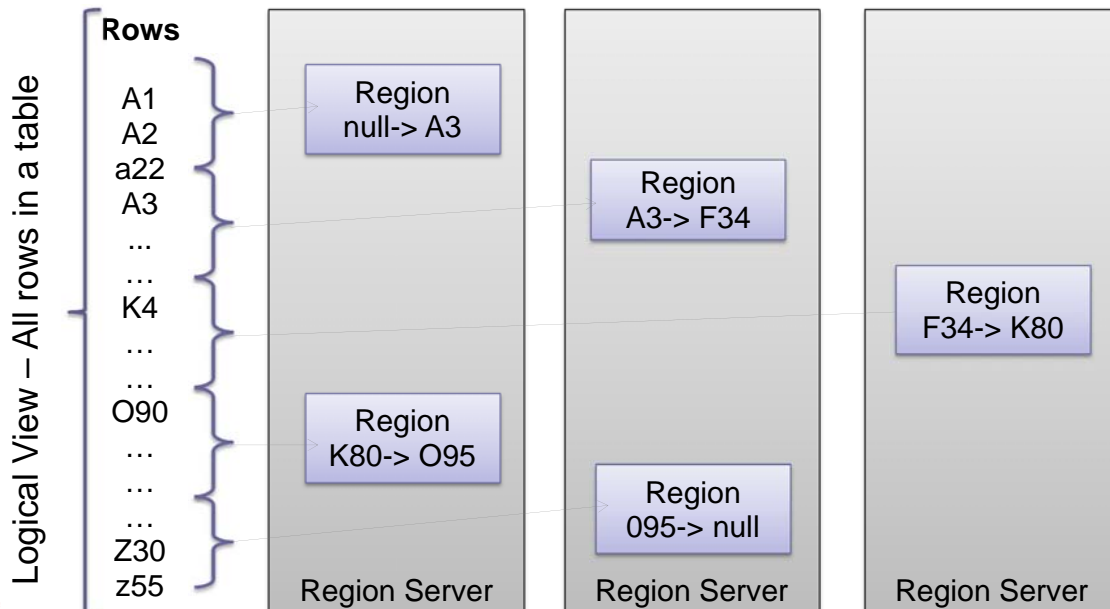 Logical View – All rows in a table
Rows
A1
A2
a22
A3
...
…
K4
…
…
O90
…
…
…
Z30
z55
Region
null-> A3
Region
K80-> O95
Region Server
Region
A3-> F34
Region
095-> null
Region Server
Region
F34-> K80
Region Server